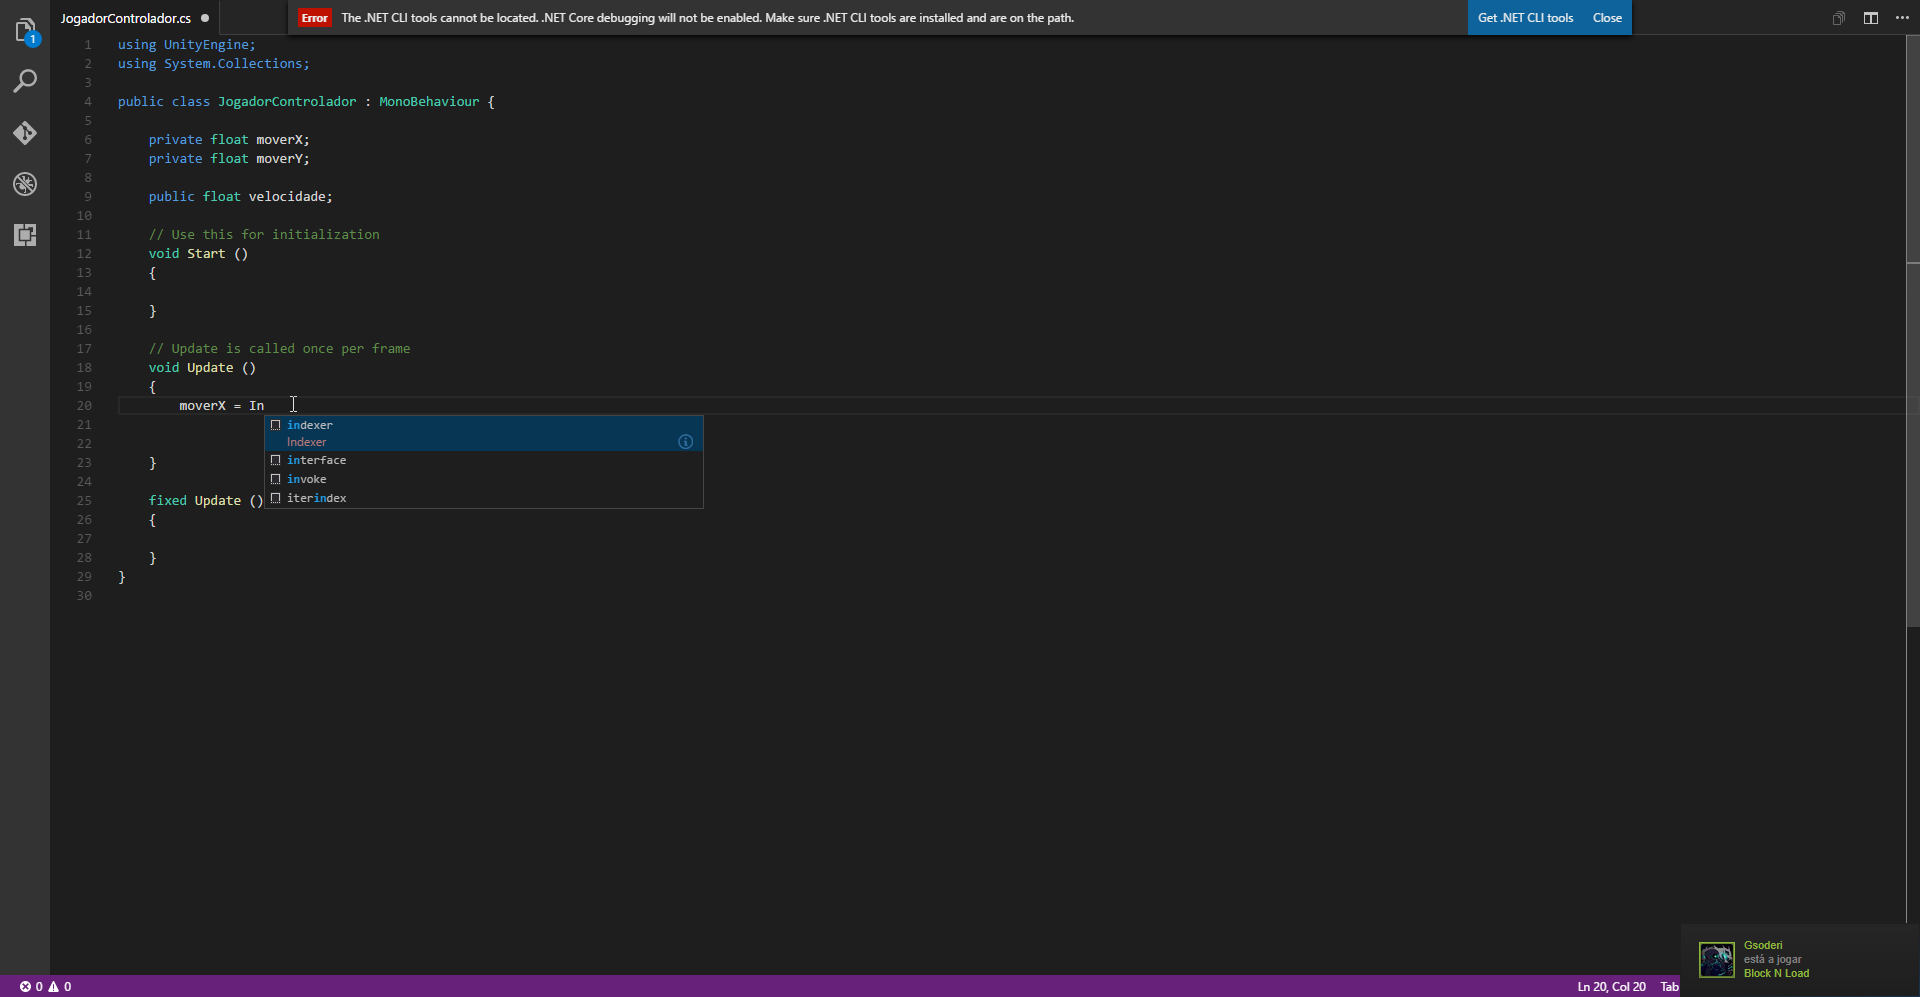 JogadorControlador.cs
Error The .NET CLI tools cannot be located. .NET Core debugging will not be enabled. Make sure .NET CLI tools are installed and are on the path. Get .NET CLI tools Close
1
1 using UnityEngine;
2 using System.Collections;
3
4 public class JogadorControlador : MonoBehaviour {
5
6 private float moverX;
7 private float moverY;
8
9 public float velocidade;
10
11 // Use this for initialization
12 void Start ()
13 {
14
15 }
16
17 // Update is called once per frame
18 void Update ()
19 {
20 moverX = In
21
22
23 }
24
25 fixed Update ()
26 {
27
28 }
29 }
30
indexer
Indexer
interface
invoke
iterindex
Gsoderi
está a jogar
Block N Load
0 0 Ln 20, Col 20 Tab